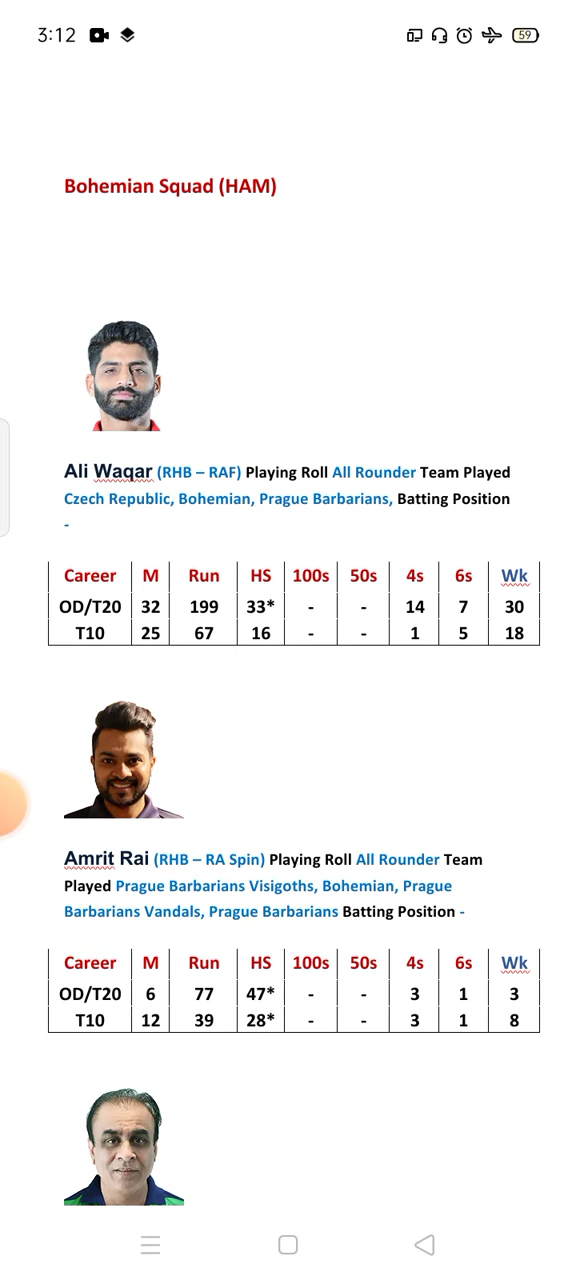 3:12
59
Bohemian Squad (HAM)
Ali Waqar (RHB – RAF) Playing Roll All Rounder Team Played
Czech Republic, Bohemian, Prague Barbarians, Batting Position
-
Career M Run HS 100s 50s 4s 6s Wk
OD/T20 32 199 33* - - 14 7 30
T10 25 67 16 - - 1 5 18
Amrit Rai (RHB – RA Spin) Playing Roll All Rounder Team
Played Prague Barbarians Visigoths, Bohemian, Prague
Barbarians Vandals, Prague Barbarians Batting Position -
Career M Run HS 100s 50s 4s 6s Wk
OD/T20 6 77 47* - - 3 1 3
T10 12 39 28* - - 3 1 8